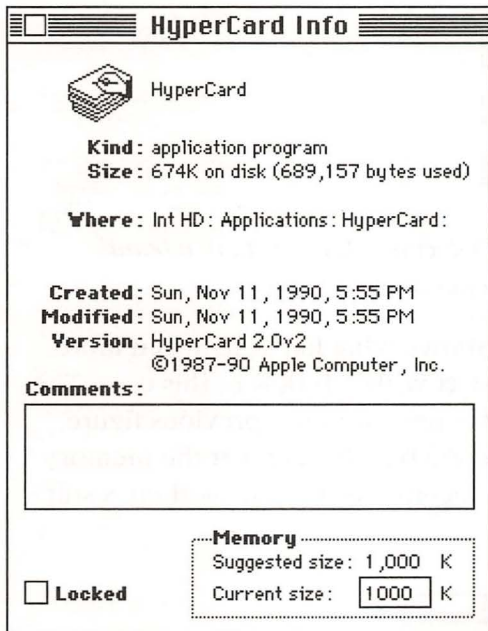 HyperCard Info
HyperCard
Kind: application program
Size: 674K on disk (689,157 bytes used)
Where: Int HD: Applications: HyperCard:
Created: Sun, Nov 11, 1990, 5:55 PM
Modified: Sun, Nov 11, 1990, 5:55 PM
Version: HyperCard 2.0v2
©1987-90 Apple Computer, Inc.
Comments:
Memory
Suggested size: 1,000 K
Locked
Current size: 1000 K